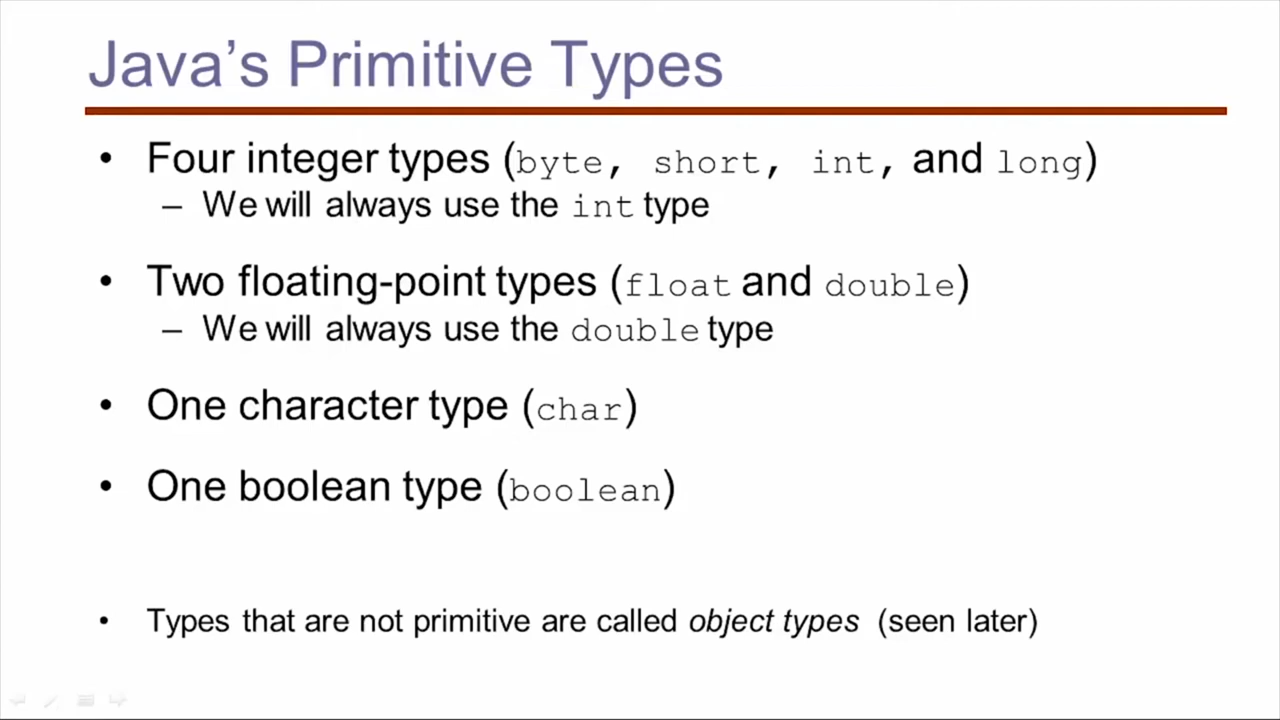 Java's Primitive Types
• Four integer types (byte, short, int, and long)
– We will always use the int type
• Two floating-point types (float and double)
– We will always use the double type
• One character type (char)
• One boolean type (boolean)
• Types that are not primitive are called object types (seen later)